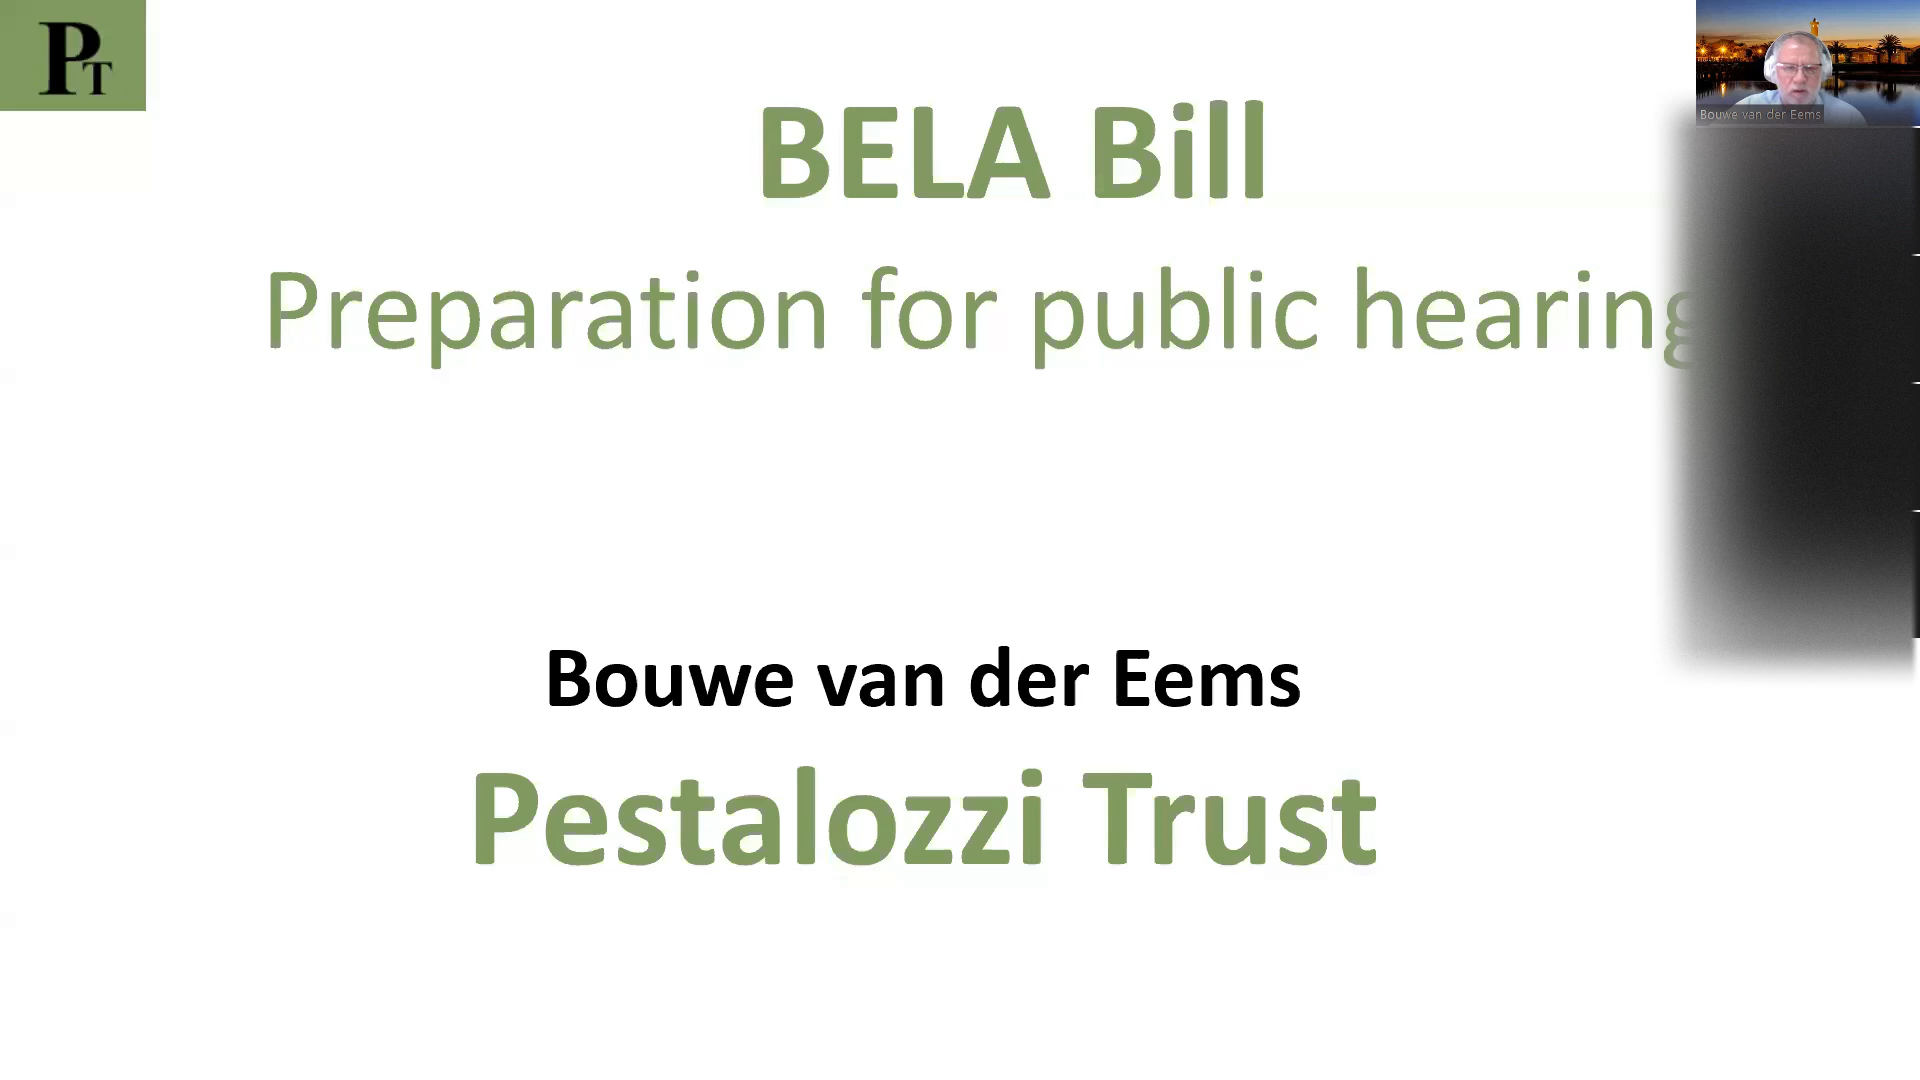 PT
BELA Bill
Preparation for public hearing
Bouwe van der Eems
Bouwe van der Eems
Pestalozzi Trust